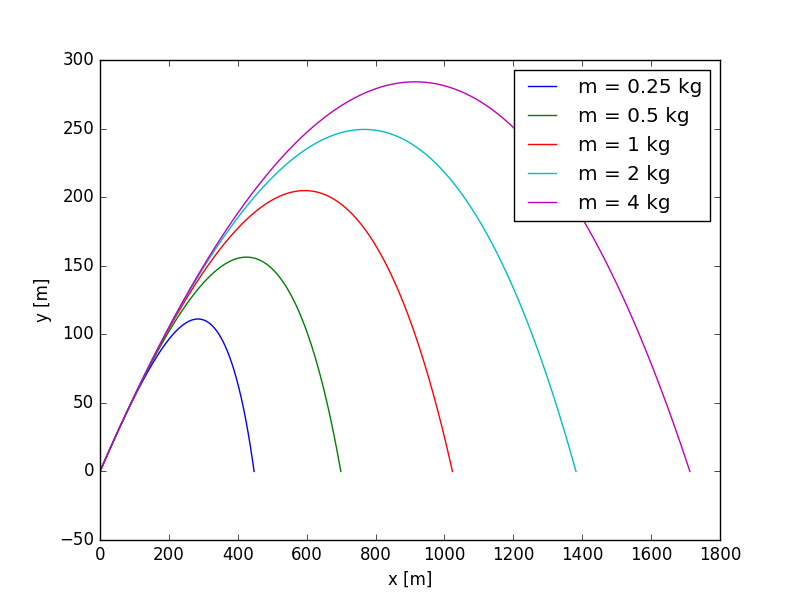 300
250
200
150
100
50
0
−50
y [m]
m = 0.25 kg
m = 0.5 kg
m = 1 kg
m = 2 kg
m = 4 kg
0 200 400 600 800 1000 1200 1400 1600 1800
x [m]